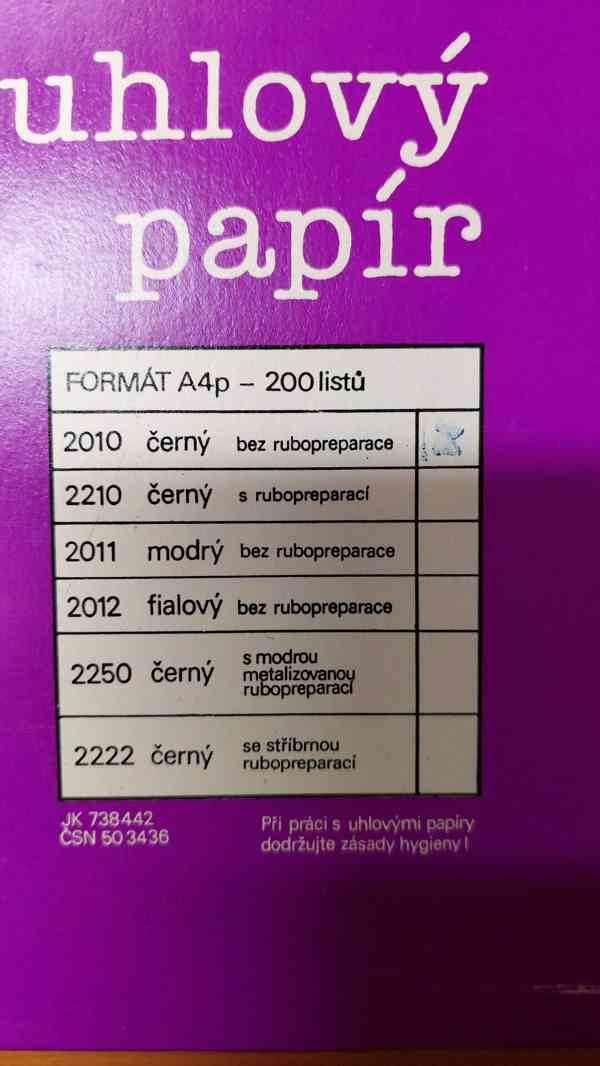 uhlový
papír
FORMÁT A4p – 200 listů
2010 černý bez rubopreparace
2210 černý s rubopreparací
2011 modrý bez rubopreparace
2012 fialový bez rubopreparace
2250 černý s modrou
metalizovanou
rubopreparací
2222 černý se stříbrnou
rubopreparací
JK 738442
ČSN 50 3436
Při práci s uhlovými papíry
dodržujte zásady hygieny!